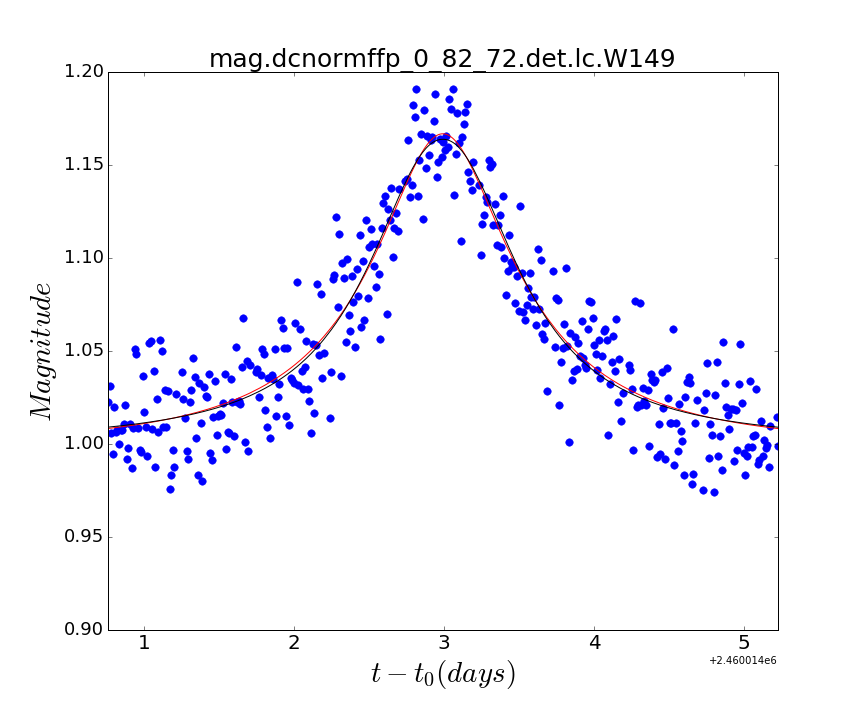 mag.dcnormffp_0_82_72.det.lc.W149
1.20
1.15
1.10
1.05
1.00
0.95
0.90
Magnitude
1 2 3 4 5
+2.460014e6
t − t₀(days)